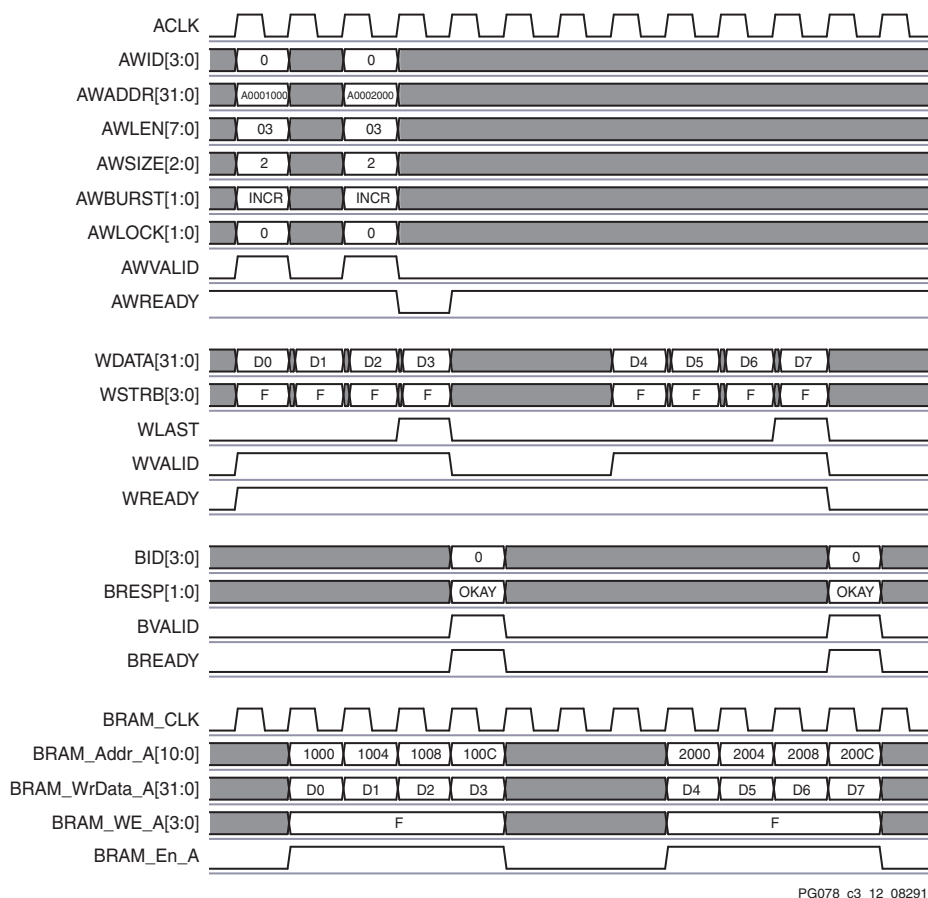 ACLK
AWID[3:0] 0 0
AWADDR[31:0] A0001000 A0002000
AWLEN[7:0] 03 03
AWSIZE[2:0] 2 2
AWBURST[1:0] INCR INCR
AWLOCK[1:0] 0 0
AWVALID
AWREADY
WDATA[31:0] D0 D1 D2 D3 D4 D5 D6 D7
WSTRB[3:0] F F F F F F F F
WLAST
WVALID
WREADY
BID[3:0] 0 0
BRESP[1:0] OKAY OKAY
BVALID
BREADY
BRAM_CLK
BRAM_Addr_A[10:0] 1000 1004 1008 100C 2000 2004 2008 200C
BRAM_WrData_A[31:0] D0 D1 D2 D3 D4 D5 D6 D7
BRAM_WE_A[3:0] F F
BRAM_En_A
PG078_c3_12_08291